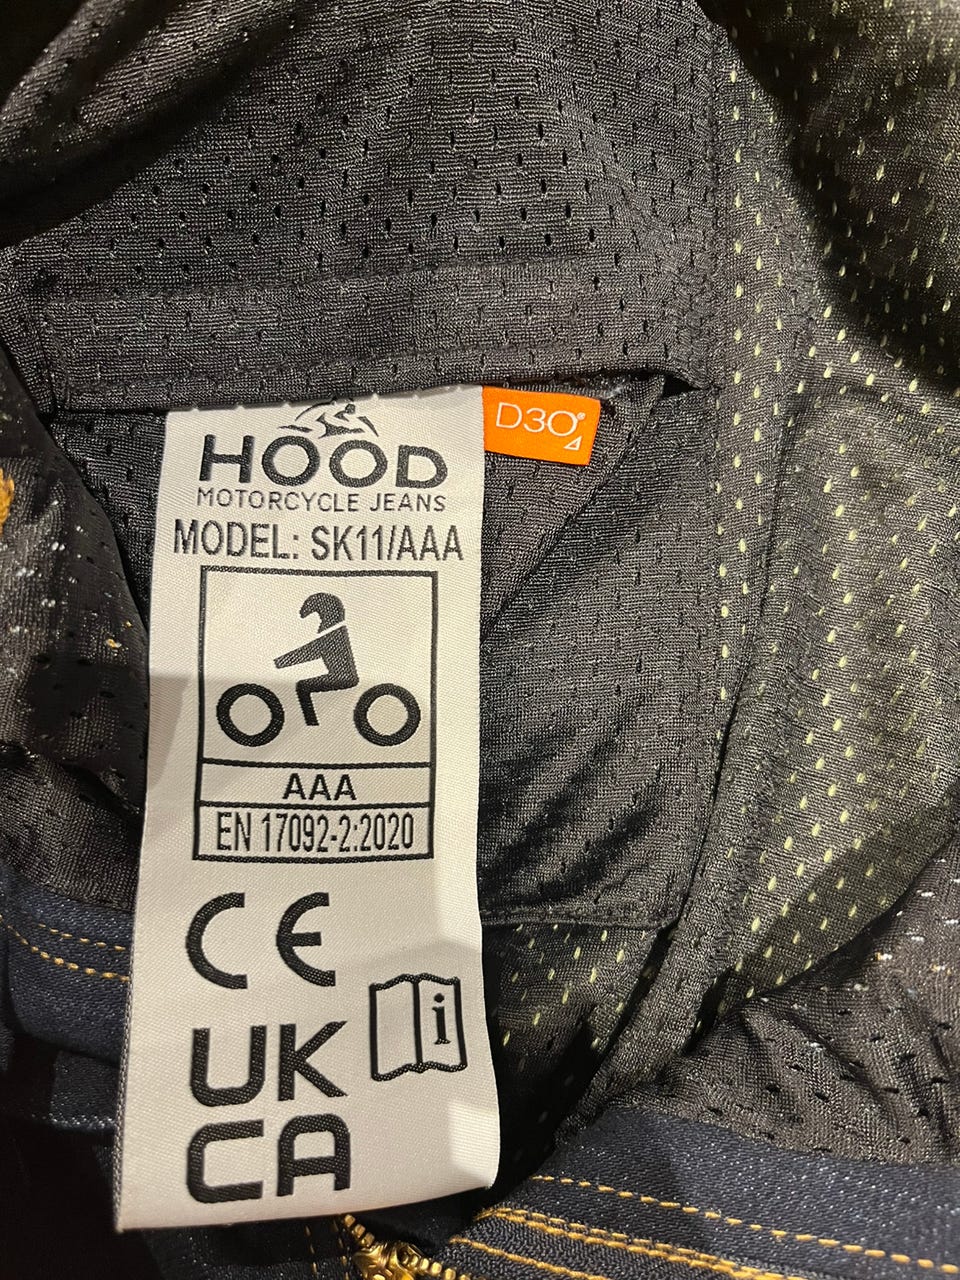 HOOD
MOTORCYCLE JEANS
MODEL: SK11/AAA
AAA
EN 17092-2:2020
CE
i
UK
CA
D3O®